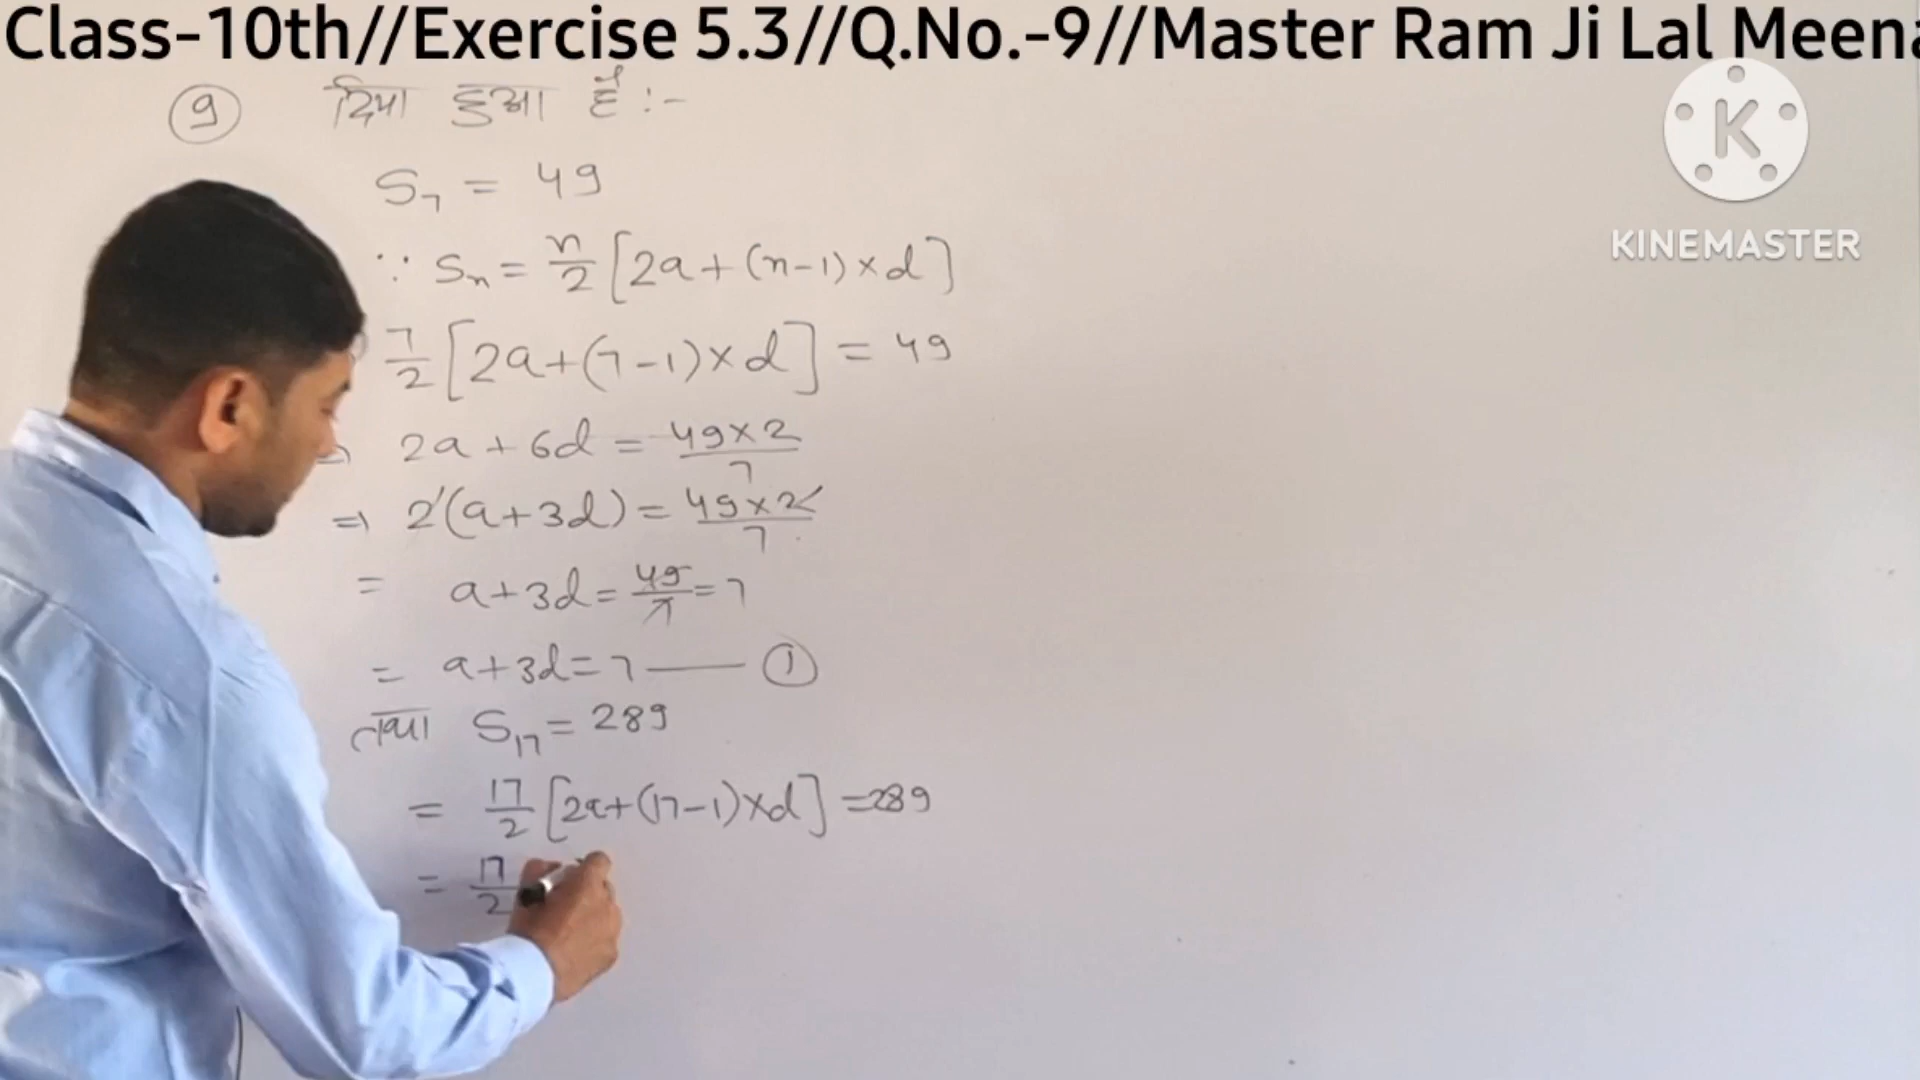 Class-10th//Exercise 5.3//Q.No.-9//Master Ram Ji Lal Meena
K
KINEMASTER
9 दिया हुआ है :-
S₇ = 49
∵ Sₙ = n/2 [2a + (n-1) × d]
7/2 [2a + (7-1) × d] = 49
⇒ 2a + 6d = 49×2/7
⇒ 2(a+3d) = 49×2/7
= a+3d = 49/7 = 7
= a+3d = 7 —— ①
तथा S₁₇ = 289
= 17/2 [2a+(17-1)×d] = 289
= 17/2